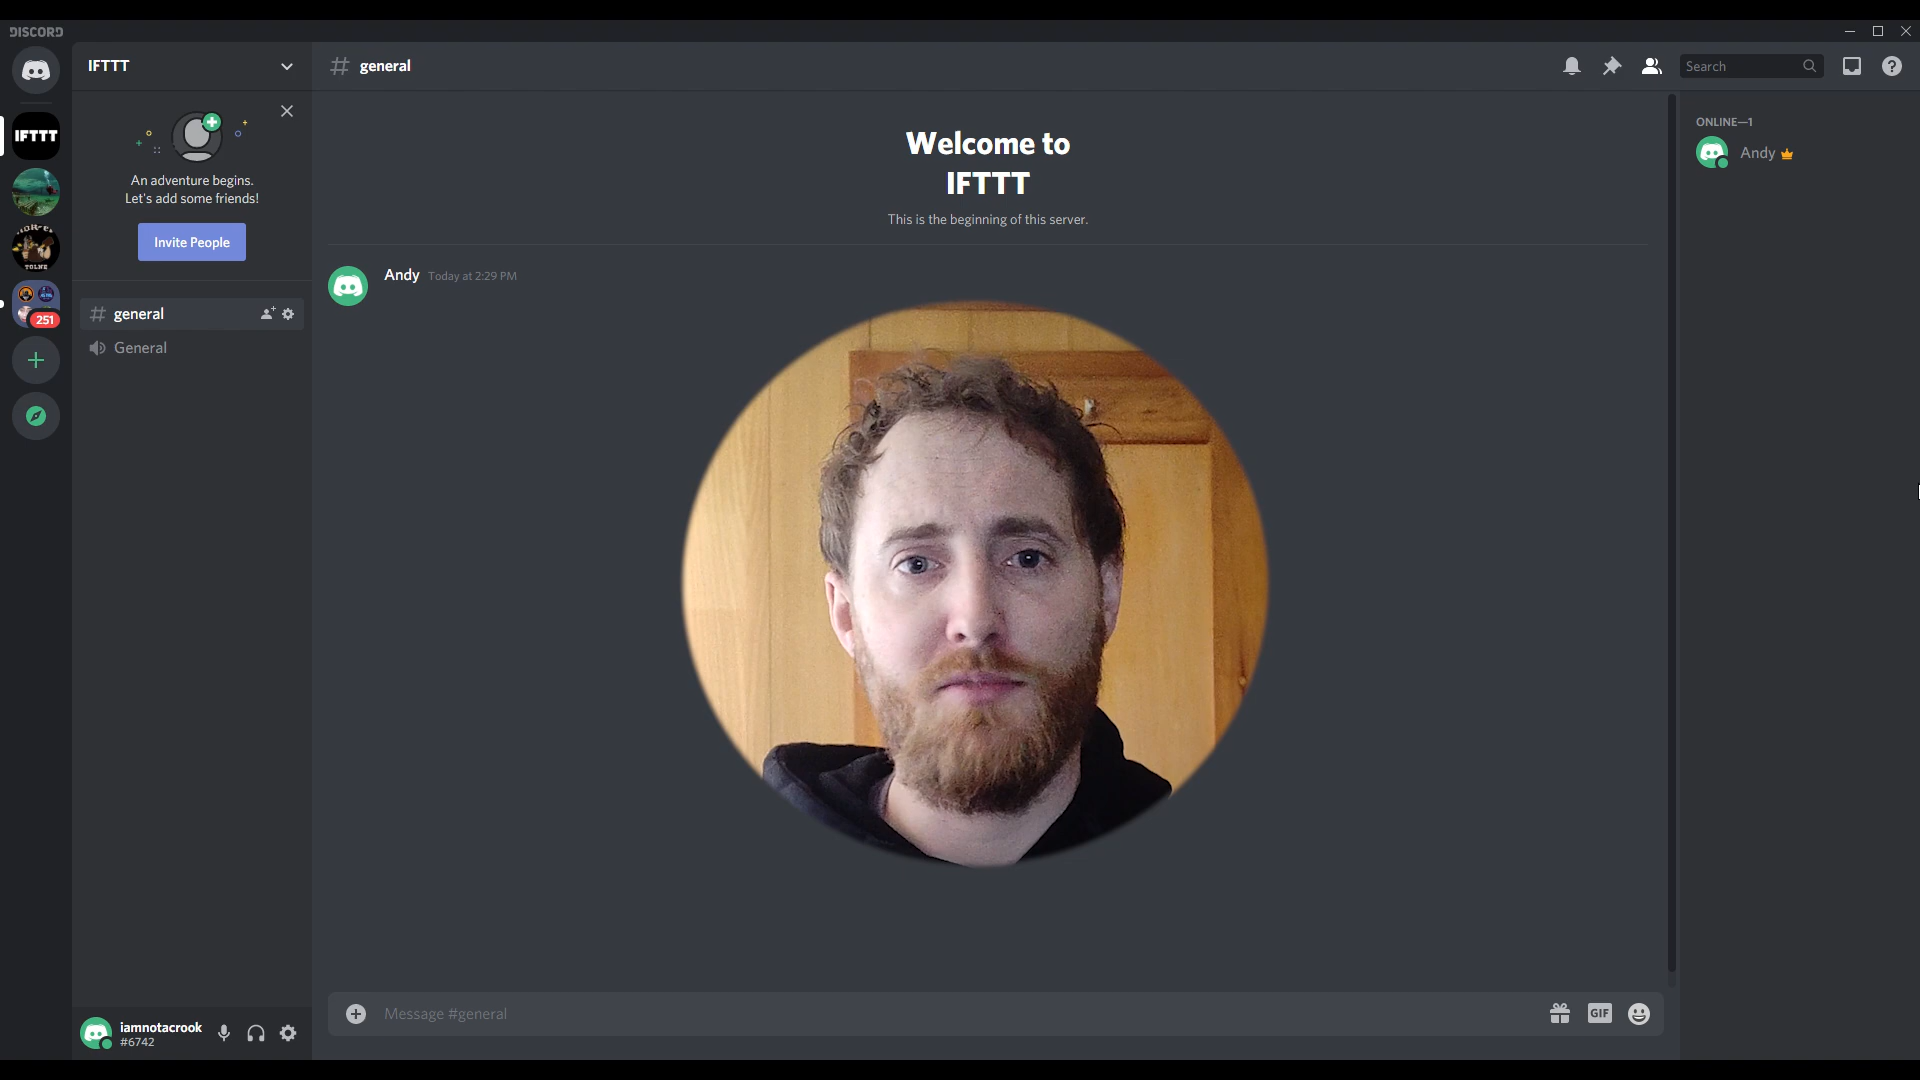 DISCORD
IFTTT
general
Search
IFTTT
An adventure begins.
Let's add some friends!
Invite People
251
general
General
Welcome to
IFTTT
This is the beginning of this server.
Andy Today at 2:29 PM
ONLINE—1
Andy
Message #general
GIF
iamnotacrook
#6742